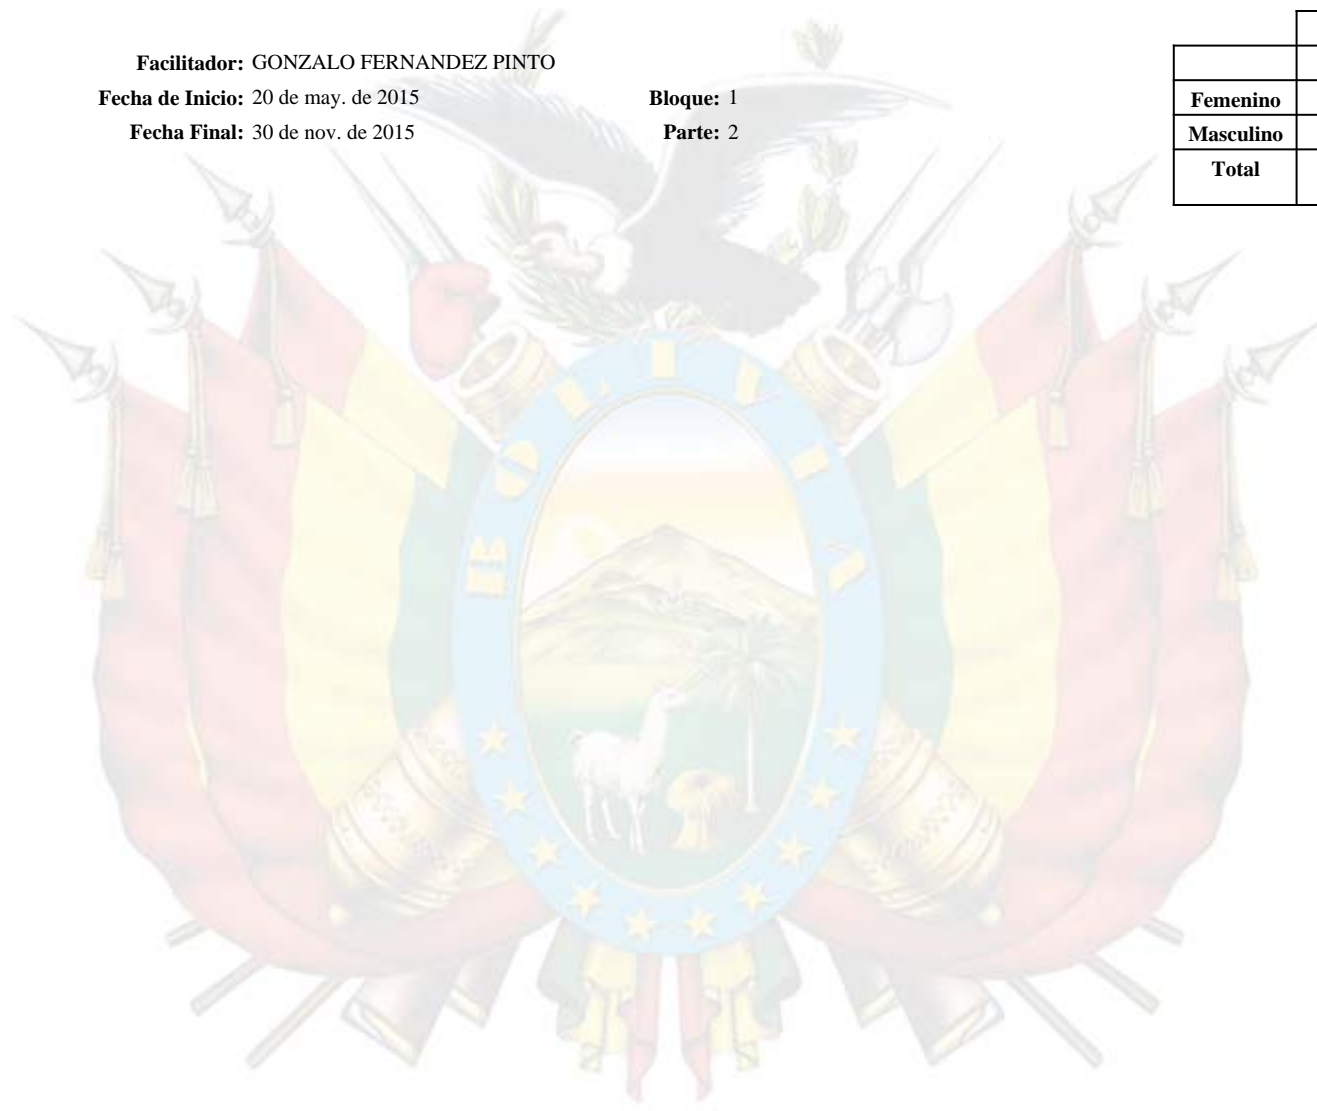 Facilitador: GONZALO FERNANDEZ PINTO
Fecha de Inicio: 20 de may. de 2015 Bloque: 1
Fecha Final: 30 de nov. de 2015 Parte: 2
Femenino
Masculino
Total
BOLIVIA